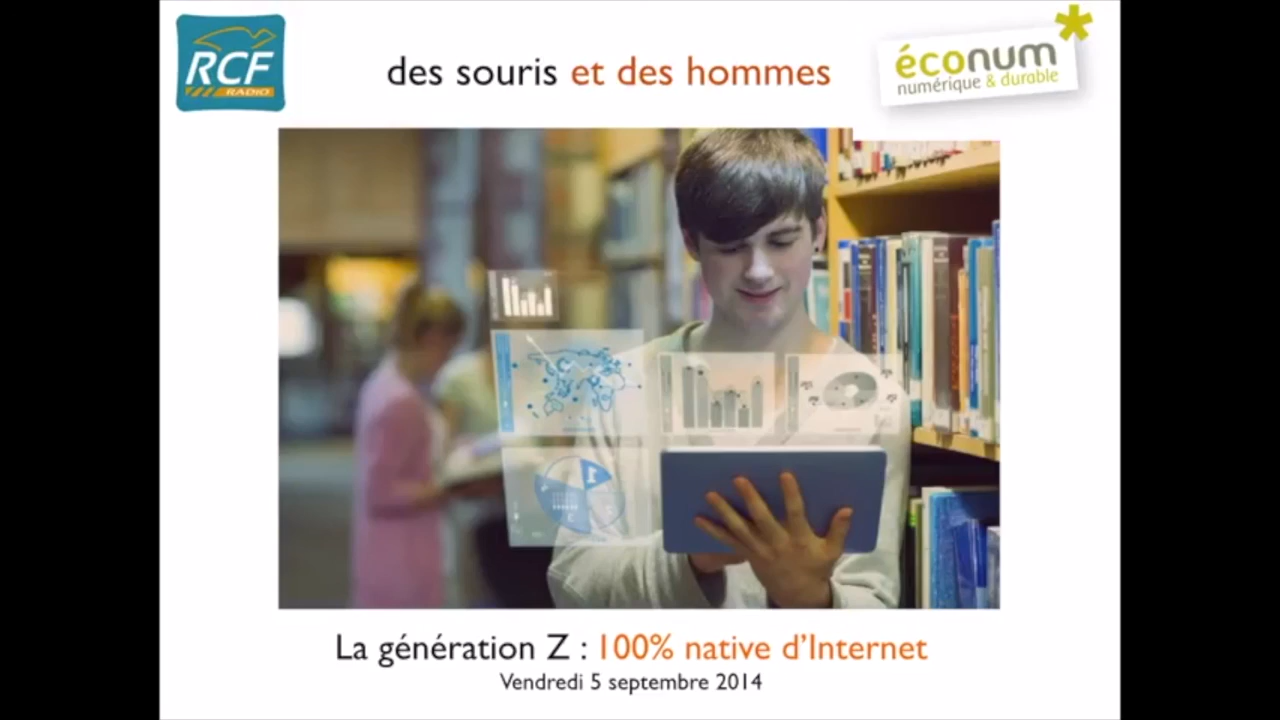 RCF
RADIO
des souris et des hommes
éconum
numérique & durable
La génération Z : 100% native d'Internet
Vendredi 5 septembre 2014